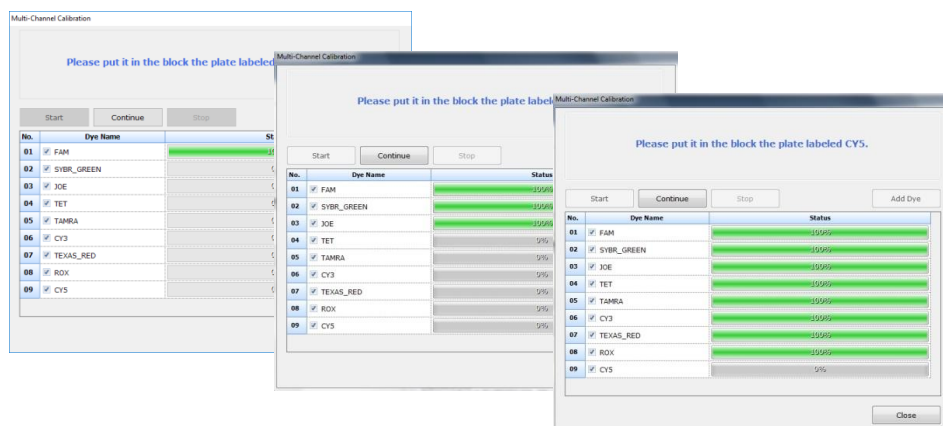 Multi-Channel Calibration
Please put it in the block the plate labeled
Start Continue Stop
No. Dye Name
01 FAM
02 SYBR_GREEN
03 JOE
04 TET
05 TAMRA
06 CY3
07 TEXAS_RED
08 ROX
09 CY5
Multi-Channel Calibration
Please put it in the block the plate
Start Continue Stop
No. Dye Name Status
01 FAM 100%
02 SYBR_GREEN 100%
03 JOE 100%
04 TET 0%
05 TAMRA 0%
06 CY3 0%
07 TEXAS_RED 0%
08 ROX 0%
09 CY5 0%
Multi-Channel Calibration
Please put it in the block the plate labeled CY5.
Start Continue Stop Add Dye
No. Dye Name Status
01 FAM 100%
02 SYBR_GREEN 100%
03 JOE 100%
04 TET 100%
05 TAMRA 100%
06 CY3 100%
07 TEXAS_RED 100%
08 ROX 100%
09 CY5 0%
Close